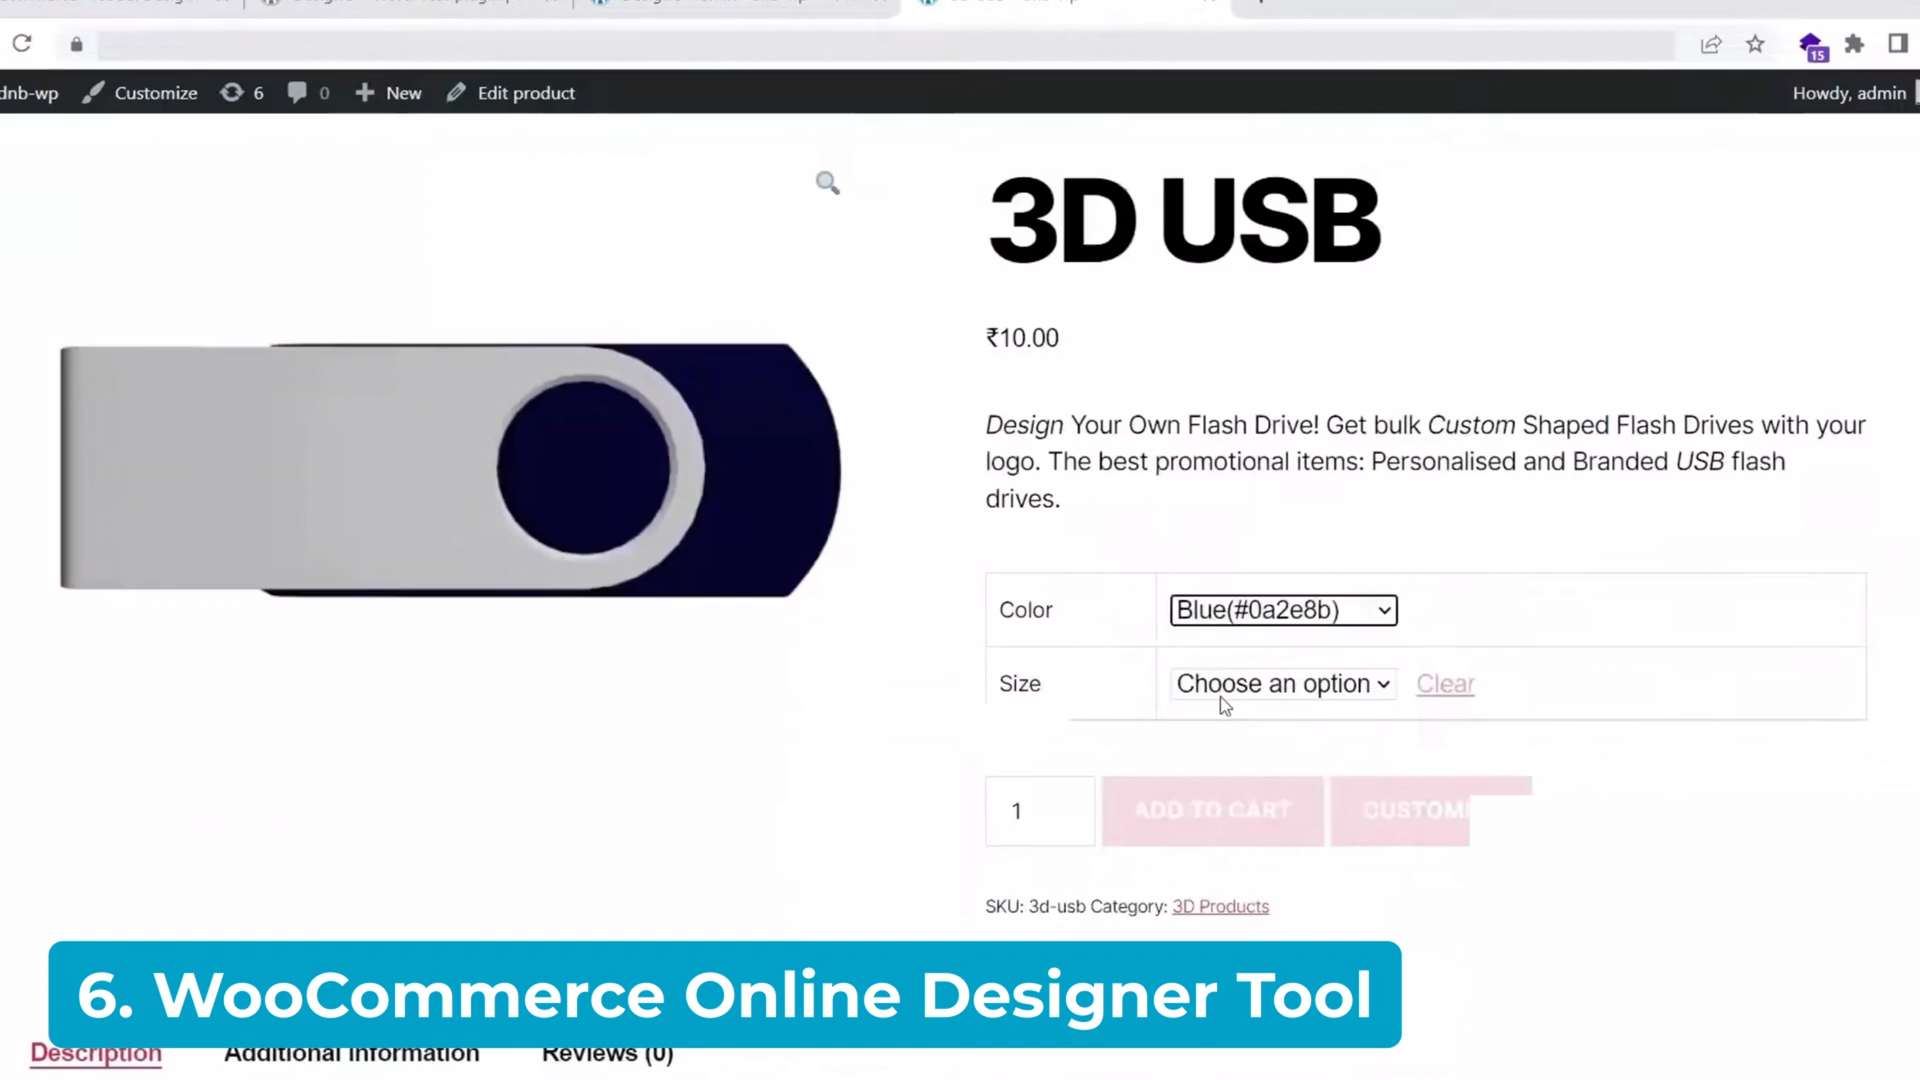 15
dnb-wp Customize 6 0 New Edit product Howdy, admin
3D USB
₹10.00
Design Your Own Flash Drive! Get bulk Custom Shaped Flash Drives with your
logo. The best promotional items: Personalised and Branded USB flash
drives.
Color Blue(#0a2e8b)
Size Choose an option Clear
1 ADD TO CART CUSTOMI
SKU: 3d-usb Category: 3D Products
6. WooCommerce Online Designer Tool
Description Additional Information Reviews (0)